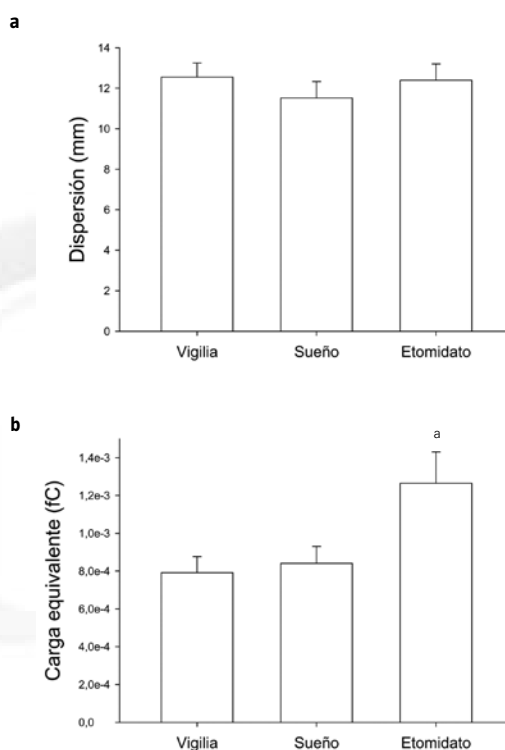 a
14
12
10
8
6
4
2
0
Dispersión (mm)
Vigilia Sueño Etomidato
b
a
1,4e-3
1,2e-3
1,0e-3
8,0e-4
6,0e-4
4,0e-4
2,0e-4
0,0
Carga equivalente (fC)
Vigilia Sueño Etomidato